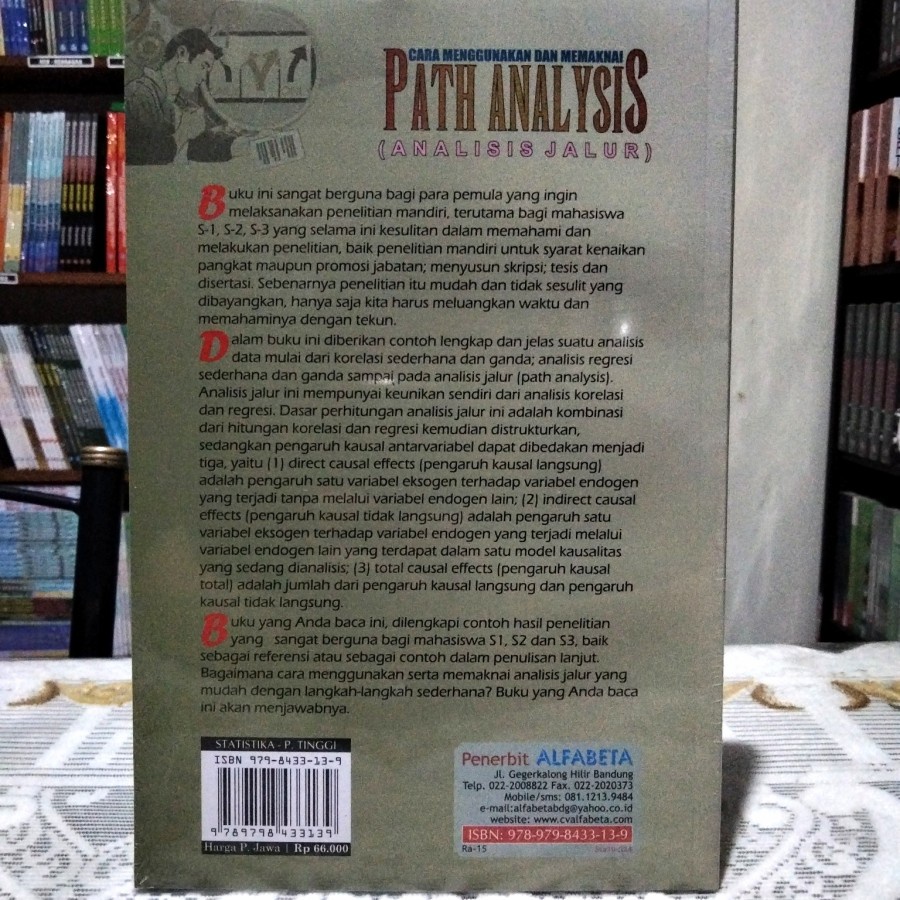 CARA MENGGUNAKAN DAN MEMAKNAI
PATH ANALYSIS
(ANALISIS JALUR)
Buku ini sangat berguna bagi para pemula yang ingin
melaksanakan penelitian mandiri, terutama bagi mahasiswa
S-1, S-2, S-3 yang selama ini kesulitan dalam memahami dan
melakukan penelitian, baik penelitian mandiri untuk syarat kenaikan
pangkat maupun promosi jabatan; menyusun skripsi; tesis dan
disertasi. Sebenarnya penelitian itu mudah dan tidak sesulit yang
dibayangkan, hanya saja kita harus meluangkan waktu dan
memahaminya dengan tekun.
Dalam buku ini diberikan contoh lengkap dan jelas suatu analisis
data mulai dari korelasi sederhana dan ganda; analisis regresi
sederhana dan ganda sampai pada analisis jalur (path analysis).
Analisis jalur ini mempunyai keunikan sendiri dari analisis korelasi
dan regresi. Dasar perhitungan analisis jalur ini adalah kombinasi
dari hitungan korelasi dan regresi kemudian distrukturkan,
sedangkan pengaruh kausal antarvariabel dapat dibedakan menjadi
tiga, yaitu (1) direct causal effects (pengaruh kausal langsung)
adalah pengaruh satu variabel eksogen terhadap variabel endogen
yang terjadi tanpa melalui variabel endogen lain; (2) indirect causal
effects (pengaruh kausal tidak langsung) adalah pengaruh satu
variabel eksogen terhadap variabel endogen yang terjadi melalui
variabel endogen lain yang terdapat dalam satu model kausalitas
yang sedang dianalisis; (3) total causal effects (pengaruh kausal
total) adalah jumlah dari pengaruh kausal langsung dan pengaruh
kausal tidak langsung.
Buku yang Anda baca ini, dilengkapi contoh hasil penelitian
yang sangat berguna bagi mahasiswa S1, S2 dan S3, baik
sebagai referensi atau sebagai contoh dalam penulisan lanjut.
Bagaimana cara menggunakan serta memaknai analisis jalur yang
mudah dengan langkah-langkah sederhana? Buku yang Anda baca
ini akan menjawabnya.
STATISTIKA - P. TINGGI
ISBN 979-8433-13-9
9 789798 433139
Harga P. Jawa | Rp 66.000
Penerbit ALFABETA
Jl. Gegerkalong Hilir Bandung
Telp. 022-2008822 Fax. 022-2020373
Mobile/sms: 081.1213.9484
e-mail:alfabetabdg@yahoo.co.id
website: www.cvalfabeta.com
ISBN: 978-979-8433-13-9
Ra-15